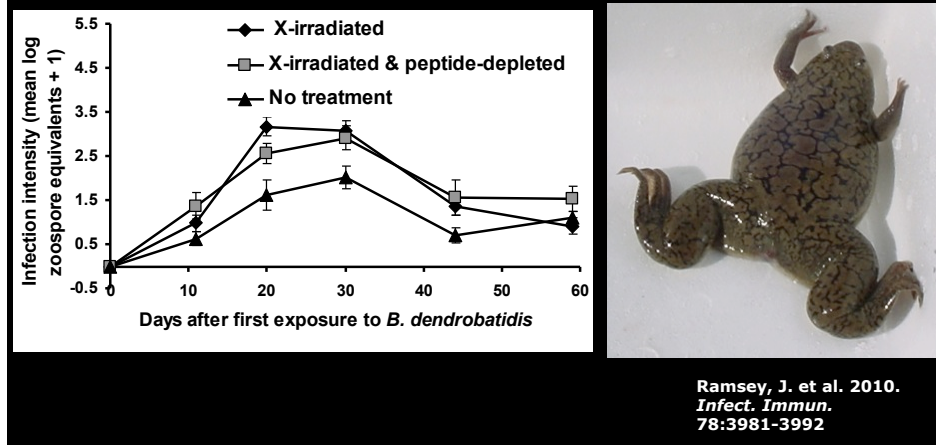 5.5
4.5
3.5
2.5
1.5
0.5
-0.5
Infection intensity (mean log
zoospore equivalents + 1)
X-irradiated
X-irradiated & peptide-depleted
No treatment
0 10 20 30 40 50 60
Days after first exposure to B. dendrobatidis
Ramsey, J. et al. 2010.
Infect. Immun.
78:3981-3992